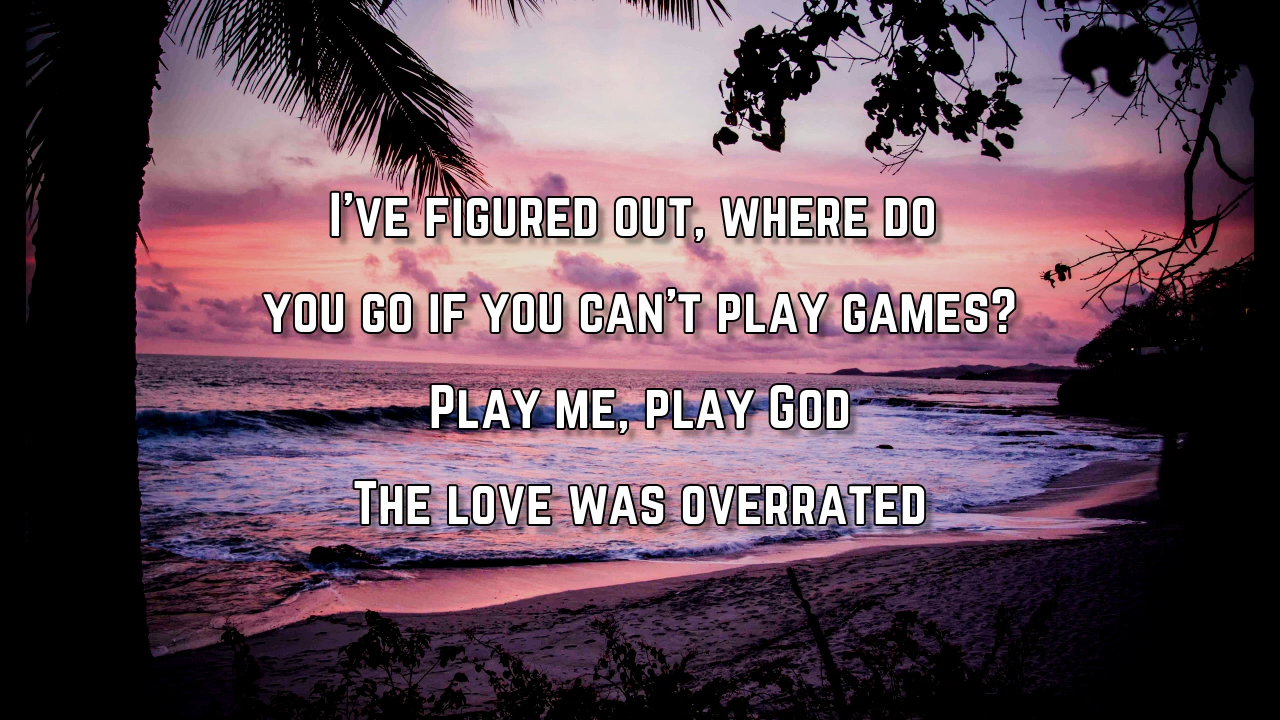 I've figured out, where do
you go if you can't play games?
Play me, play God
The love was overrated